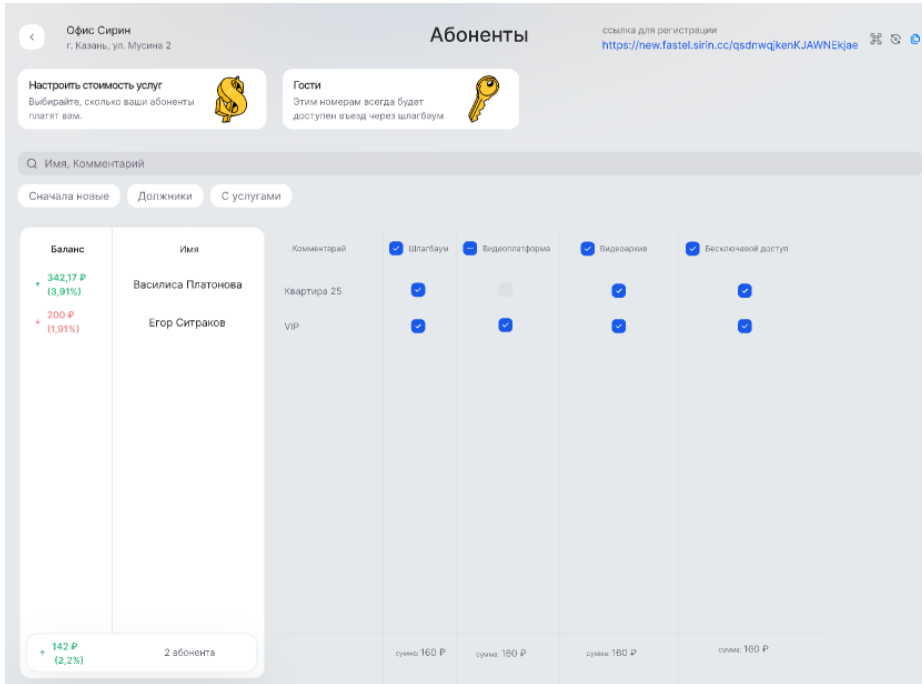 Офис Сирин
г. Казань, ул. Мусина 2
Абоненты
ссылка для регистрации
https://new.fastel.sirin.cc/qsdnwqjkenKJAWNEkjae
Настроить стоимость услуг
Выбирайте, сколько ваши абоненты
платят вам.
Гости
Этим номерам всегда будет
доступен въезд через шлагбаум
Имя, Комментарий
Сначала новые
Должники
С услугами
Баланс
Имя
Комментарий
Шлагбаум
Видеоплатформа
Видеоархив
Бесключевой доступ
↑ 342,17 ₽
(3,91%)
Василиса Платонова
Квартира 25
↓ 200 ₽
(1,91%)
Егор Ситраков
VIP
↑ 142 ₽
(2,2%)
2 абонента
сумма: 160 ₽
сумма: 160 ₽
сумма: 160 ₽
сумма: 160 ₽